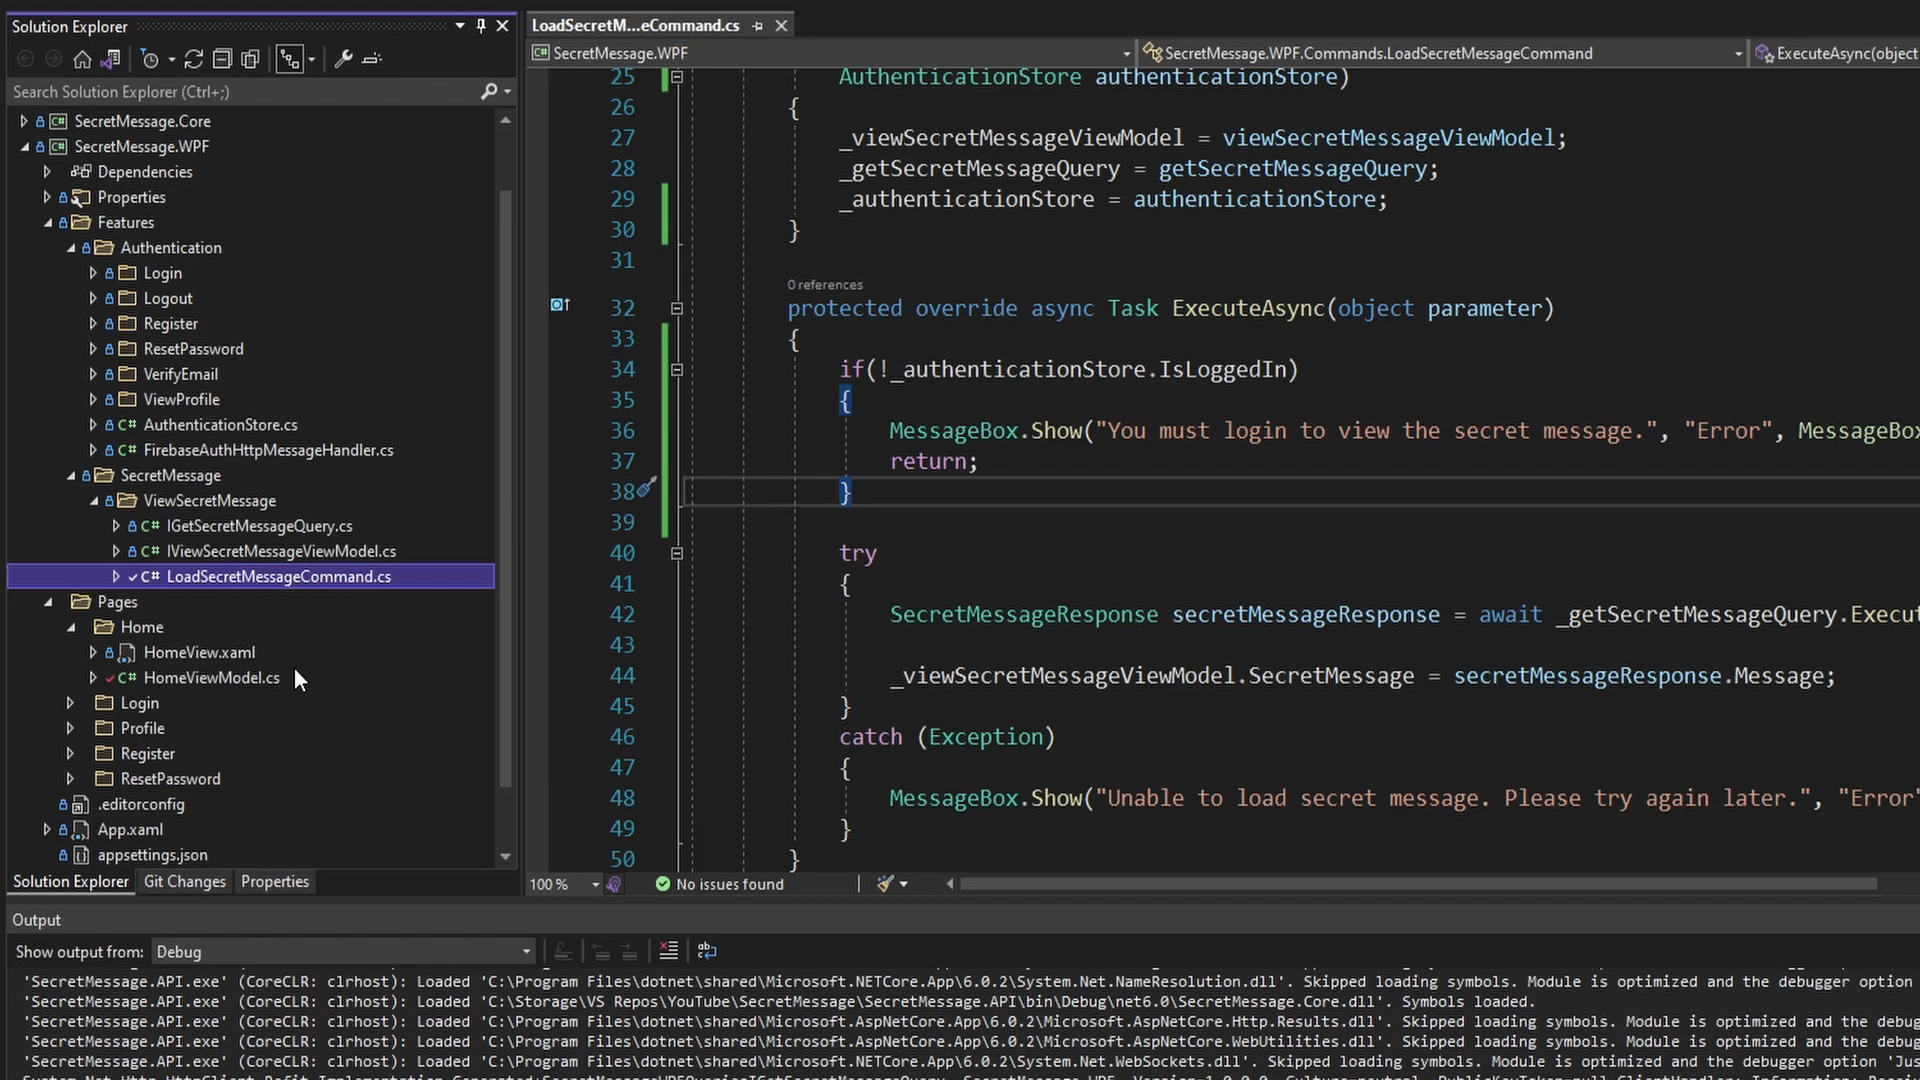 Solution Explorer
Search Solution Explorer (Ctrl+;)
SecretMessage.Core
SecretMessage.WPF
Dependencies
Properties
Features
Authentication
Login
Logout
Register
ResetPassword
VerifyEmail
ViewProfile
AuthenticationStore.cs
FirebaseAuthHttpMessageHandler.cs
SecretMessage
ViewSecretMessage
IGetSecretMessageQuery.cs
IViewSecretMessageViewModel.cs
LoadSecretMessageCommand.cs
Pages
Home
HomeView.xaml
HomeViewModel.cs
Login
Profile
Register
ResetPassword
.editorconfig
App.xaml
appsettings.json
Solution Explorer Git Changes Properties
LoadSecretM...eCommand.cs
SecretMessage.WPF SecretMessage.WPF.Commands.LoadSecretMessageCommand ExecuteAsync(object
25 AuthenticationStore authenticationStore)
26 {
27 _viewSecretMessageViewModel = viewSecretMessageViewModel;
28 _getSecretMessageQuery = getSecretMessageQuery;
29 _authenticationStore = authenticationStore;
30 }
31
0 references
32 protected override async Task ExecuteAsync(object parameter)
33 {
34 if(!_authenticationStore.IsLoggedIn)
35 {
36 MessageBox.Show("You must login to view the secret message.", "Error", MessageBox
37 return;
38 }
39
40 try
41 {
42 SecretMessageResponse secretMessageResponse = await _getSecretMessageQuery.Execut
43
44 _viewSecretMessageViewModel.SecretMessage = secretMessageResponse.Message;
45 }
46 catch (Exception)
47 {
48 MessageBox.Show("Unable to load secret message. Please try again later.", "Error"
49 }
50 }
100 % No issues found
Output
Show output from: Debug
'SecretMessage.API.exe' (CoreCLR: clrhost): Loaded 'C:\Program Files\dotnet\shared\Microsoft.NETCore.App\6.0.2\System.Net.NameResolution.dll'. Skipped loading symbols. Module is optimized and the debugger option
'SecretMessage.API.exe' (CoreCLR: clrhost): Loaded 'C:\Storage\VS Repos\YouTube\SecretMessage\SecretMessage.API\bin\Debug\net6.0\SecretMessage.Core.dll'. Symbols loaded.
'SecretMessage.API.exe' (CoreCLR: clrhost): Loaded 'C:\Program Files\dotnet\shared\Microsoft.AspNetCore.App\6.0.2\Microsoft.AspNetCore.Http.Results.dll'. Skipped loading symbols. Module is optimized and the debug
'SecretMessage.API.exe' (CoreCLR: clrhost): Loaded 'C:\Program Files\dotnet\shared\Microsoft.AspNetCore.App\6.0.2\Microsoft.AspNetCore.WebUtilities.dll'. Skipped loading symbols. Module is optimized and the debug
'SecretMessage.API.exe' (CoreCLR: clrhost): Loaded 'C:\Program Files\dotnet\shared\Microsoft.NETCore.App\6.0.2\System.Net.WebSockets.dll'. Skipped loading symbols. Module is optimized and the debugger option 'Jus